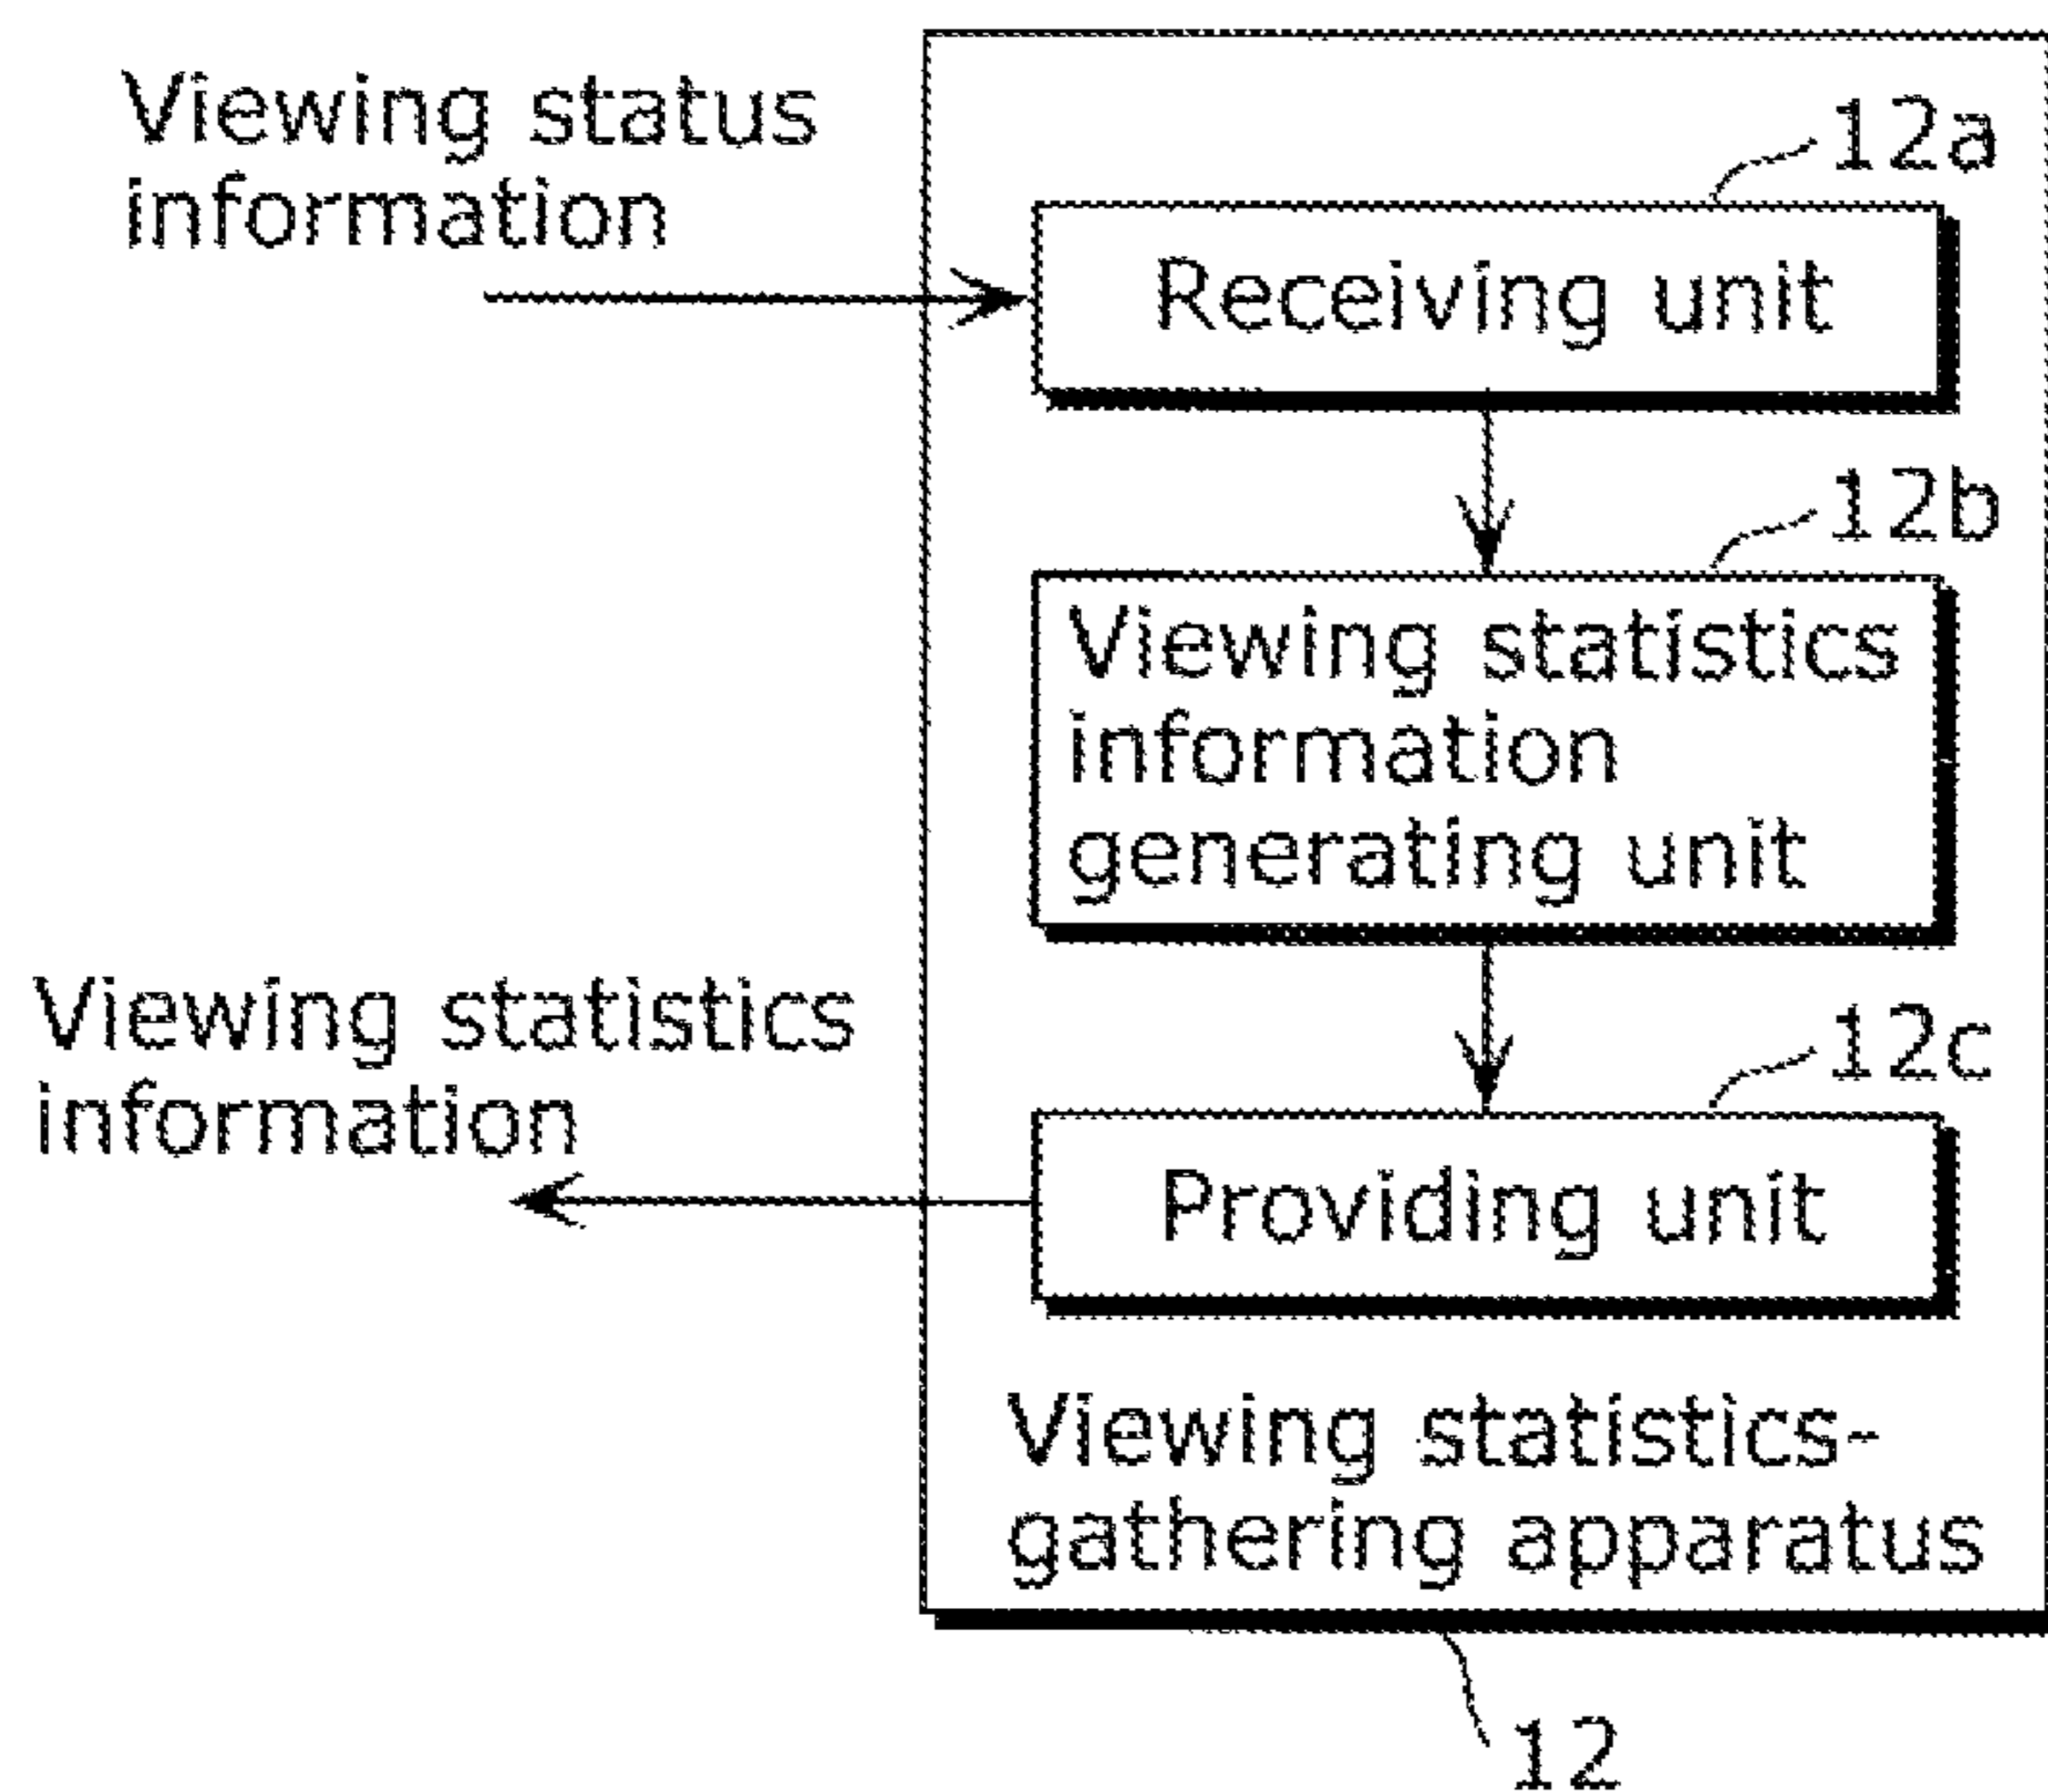 Viewing status
information
12a
Receiving unit
12b
Viewing statistics
information
generating unit
Viewing statistics
information
12c
Providing unit
Viewing statistics-
gathering apparatus
12